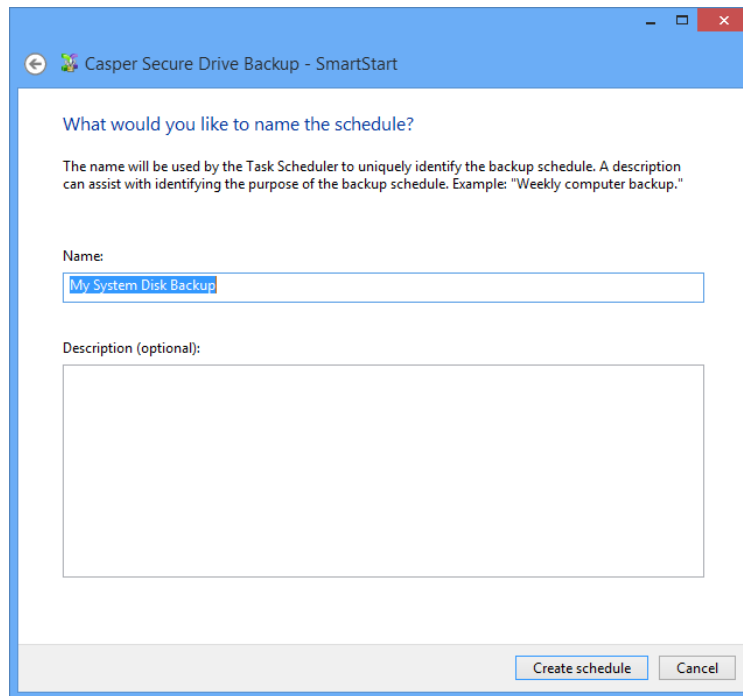 Casper Secure Drive Backup - SmartStart
What would you like to name the schedule?
The name will be used by the Task Scheduler to uniquely identify the backup schedule. A description
can assist with identifying the purpose of the backup schedule. Example: "Weekly computer backup."
Name:
My System Disk Backup
Description (optional):
Create schedule
Cancel